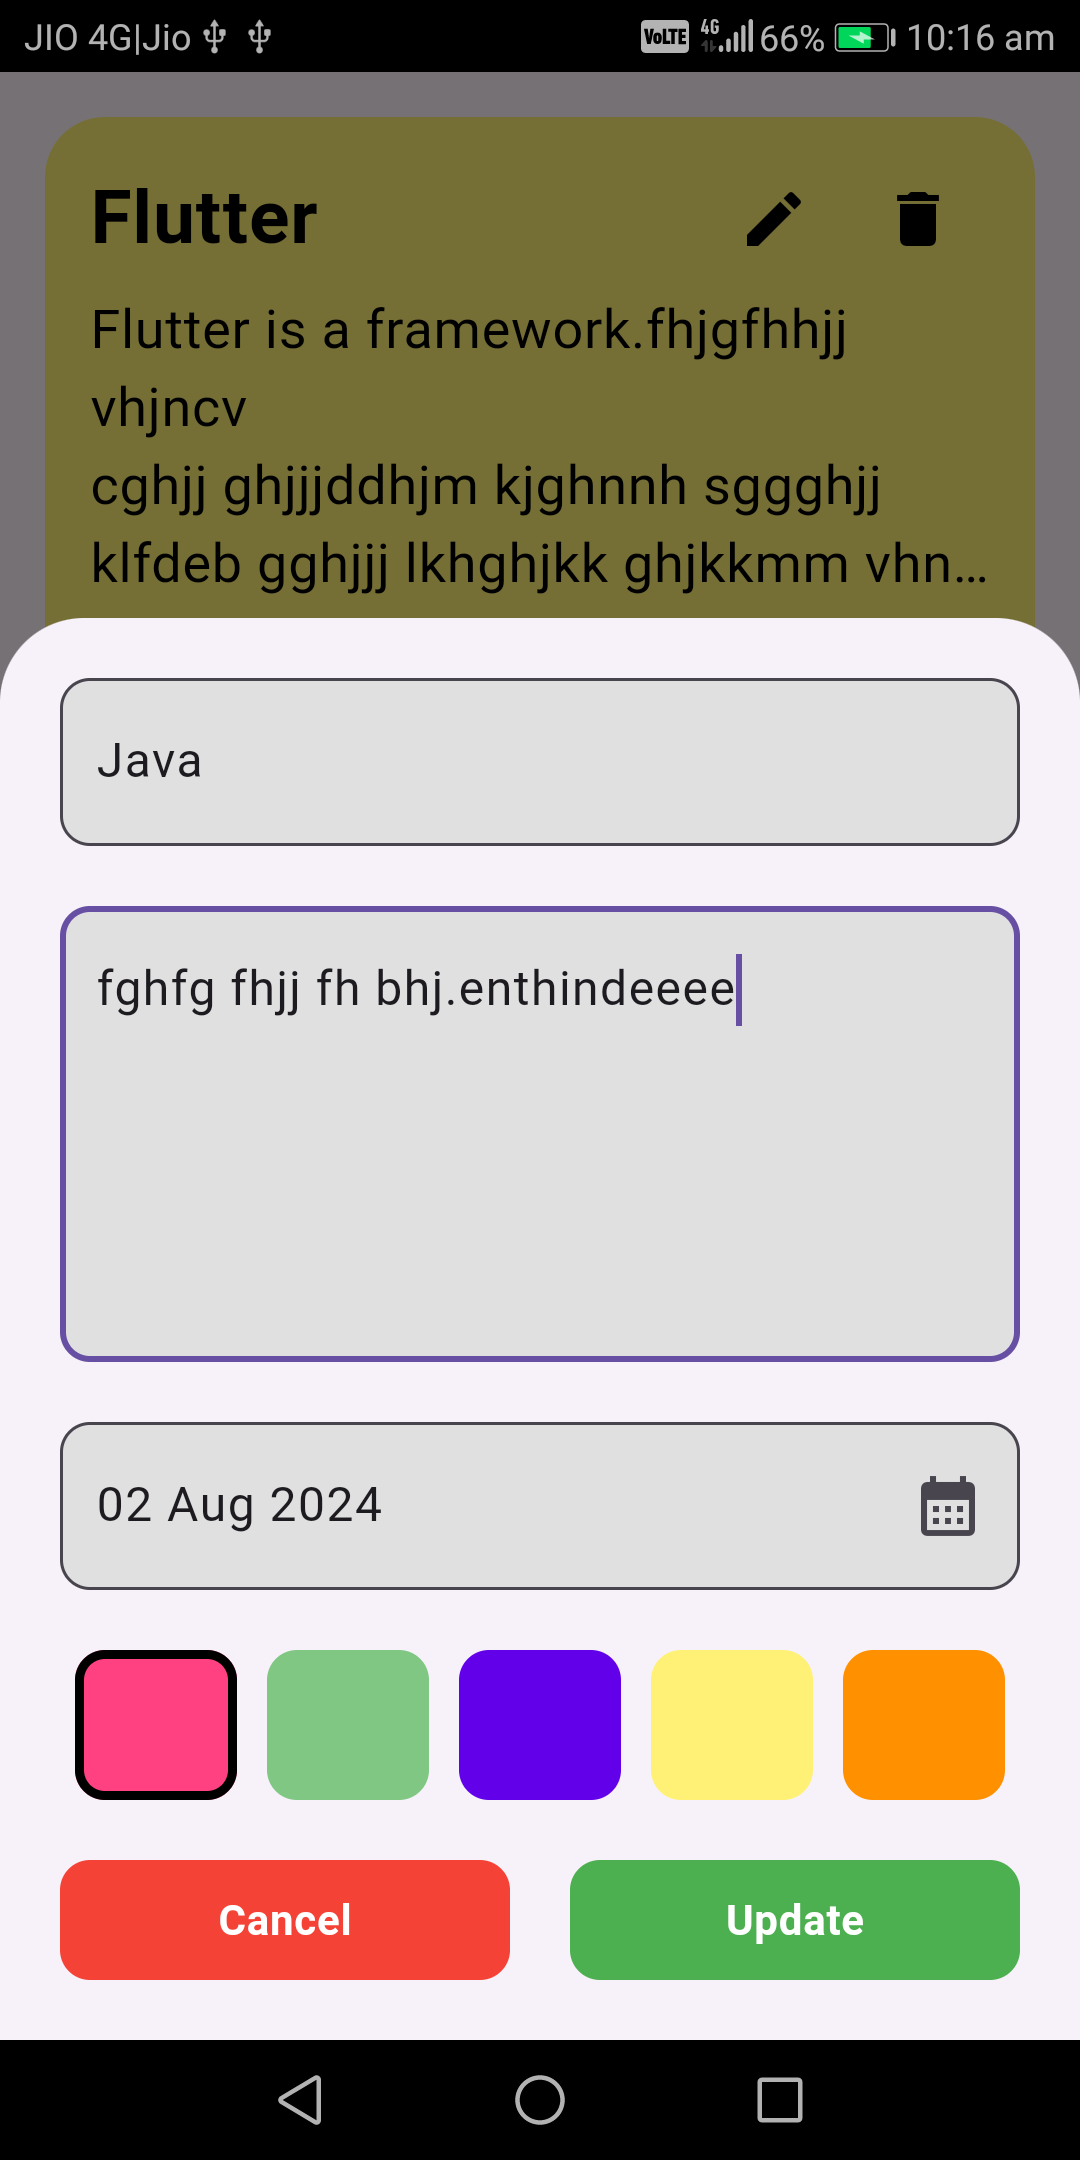 JIO 4G|Jio VoLTE 4G 66% 10:16 am
Flutter
Flutter is a framework.fhjgfhhjj
vhjncv
cghjj ghjjjddhjm kjghnnh sggghjj
klfdeb gghjjj lkhghjkk ghjkkmm vhn…
Java
fghfg fhjj fh bhj.enthindeeee
02 Aug 2024
Cancel Update